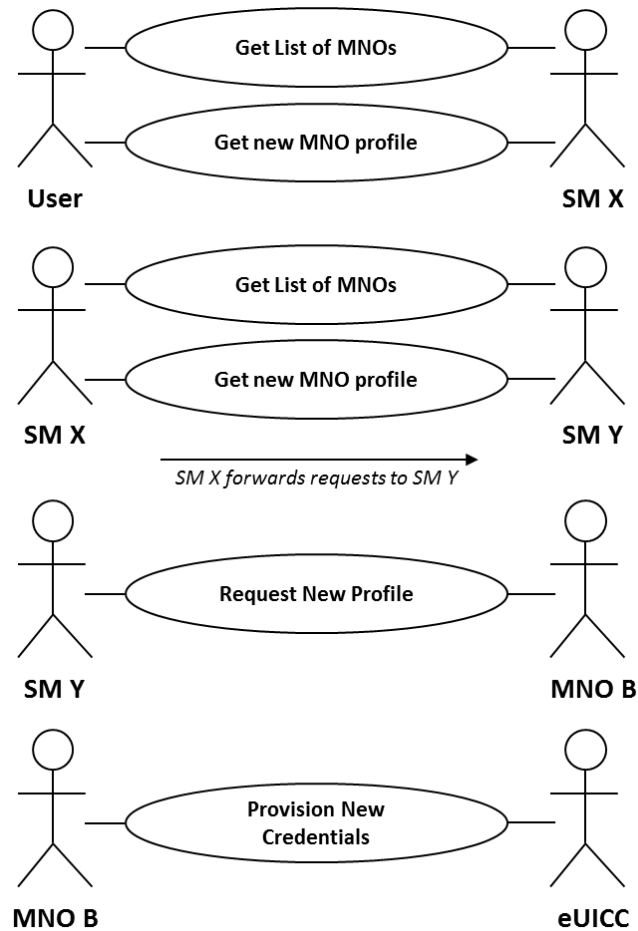 Get List of MNOs
Get new MNO profile
User
SM X
Get List of MNOs
Get new MNO profile
SM X
SM Y
SM X forwards requests to SM Y
Request New Profile
SM Y
MNO B
Provision New
Credentials
MNO B
eUICC